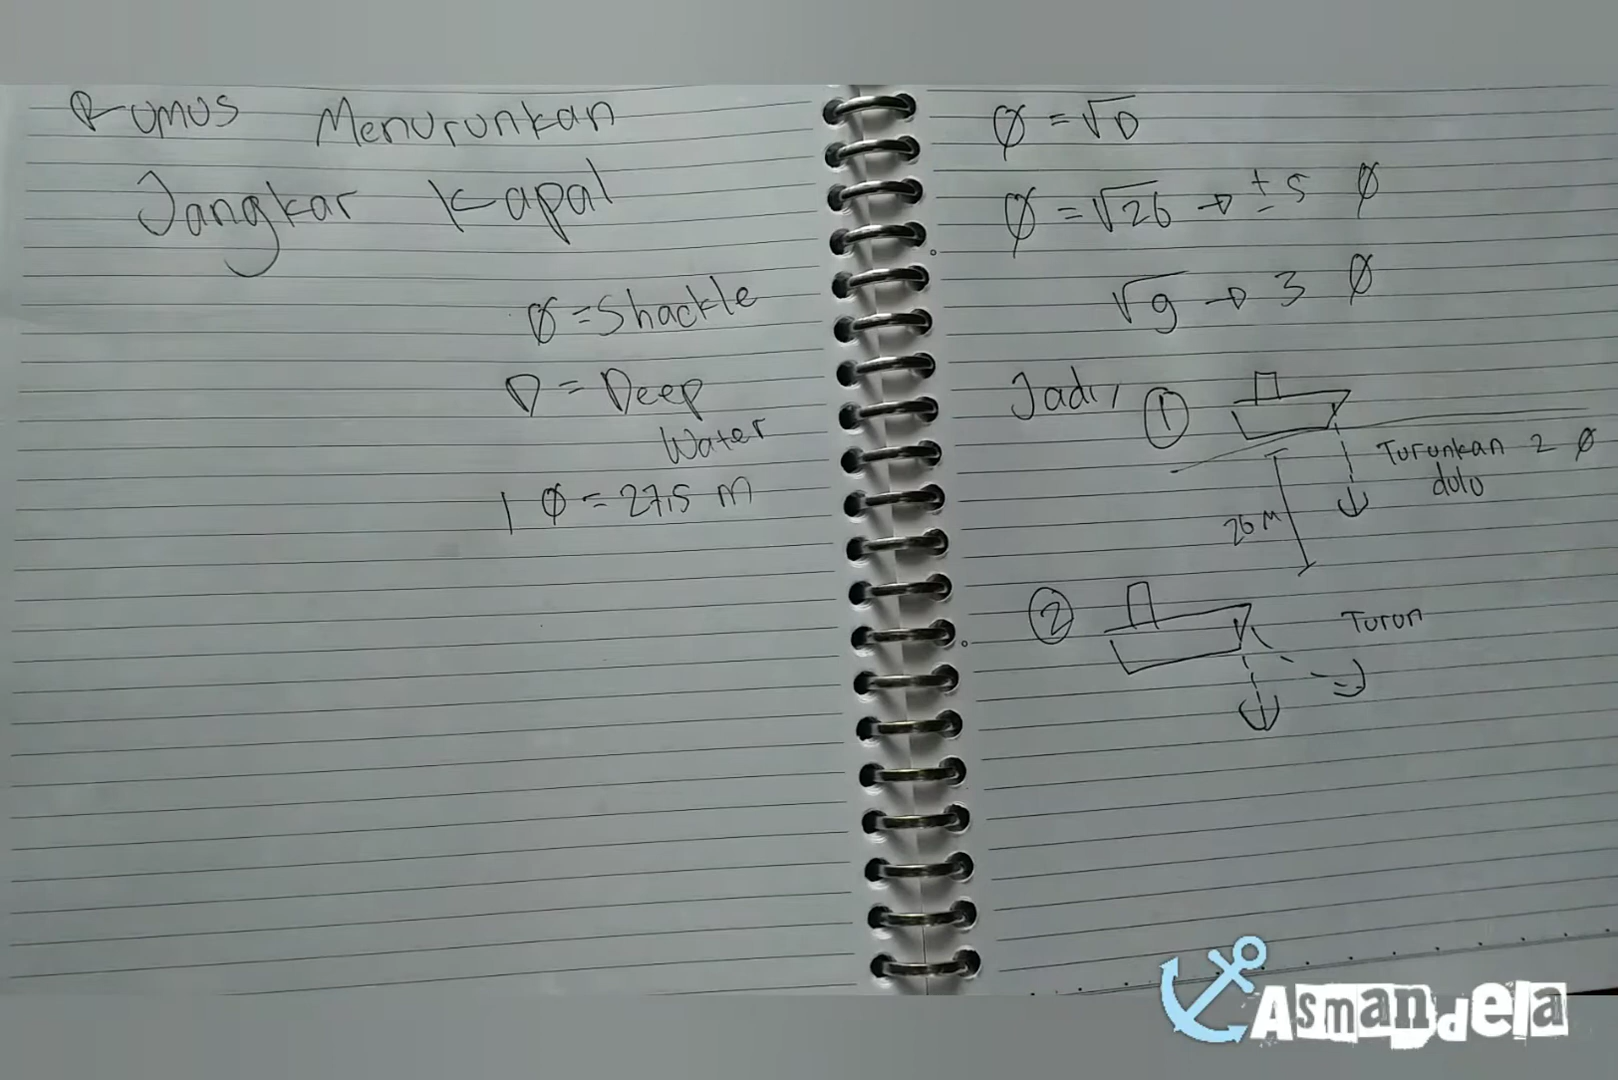 Rumus Menurunkan
Jangkar Kapal
Ø = Shackle
D = Deep
Water
1 Ø = 27,5 M
Ø = √D
Ø = √26 → ± 5 Ø
√9 → 3 Ø
Jadi, ①
Turunkan 2 Ø
dulu
26 M
② Turun
Asmandela